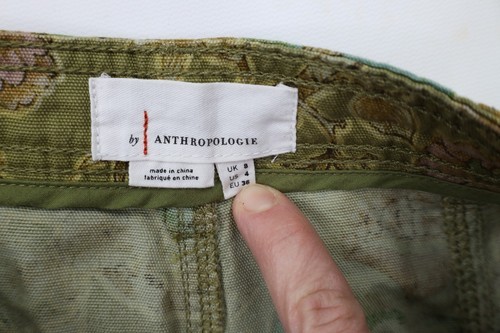 by ANTHROPOLOGIE
made in china
fabriqué en chine
UK 8
US 4
EU 36